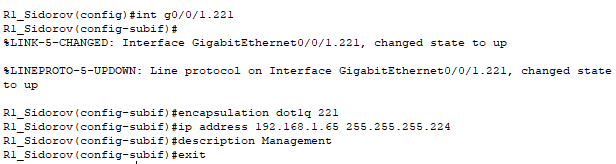 R1_Sidorov(config)#int g0/0/1.221
R1_Sidorov(config-subif)#
%LINK-5-CHANGED: Interface GigabitEthernet0/0/1.221, changed state to up
%LINEPROTO-5-UPDOWN: Line protocol on Interface GigabitEthernet0/0/1.221, changed state
to up
R1_Sidorov(config-subif)#encapsulation dot1q 221
R1_Sidorov(config-subif)#ip address 192.168.1.65 255.255.255.224
R1_Sidorov(config-subif)#description Management
R1_Sidorov(config-subif)#exit